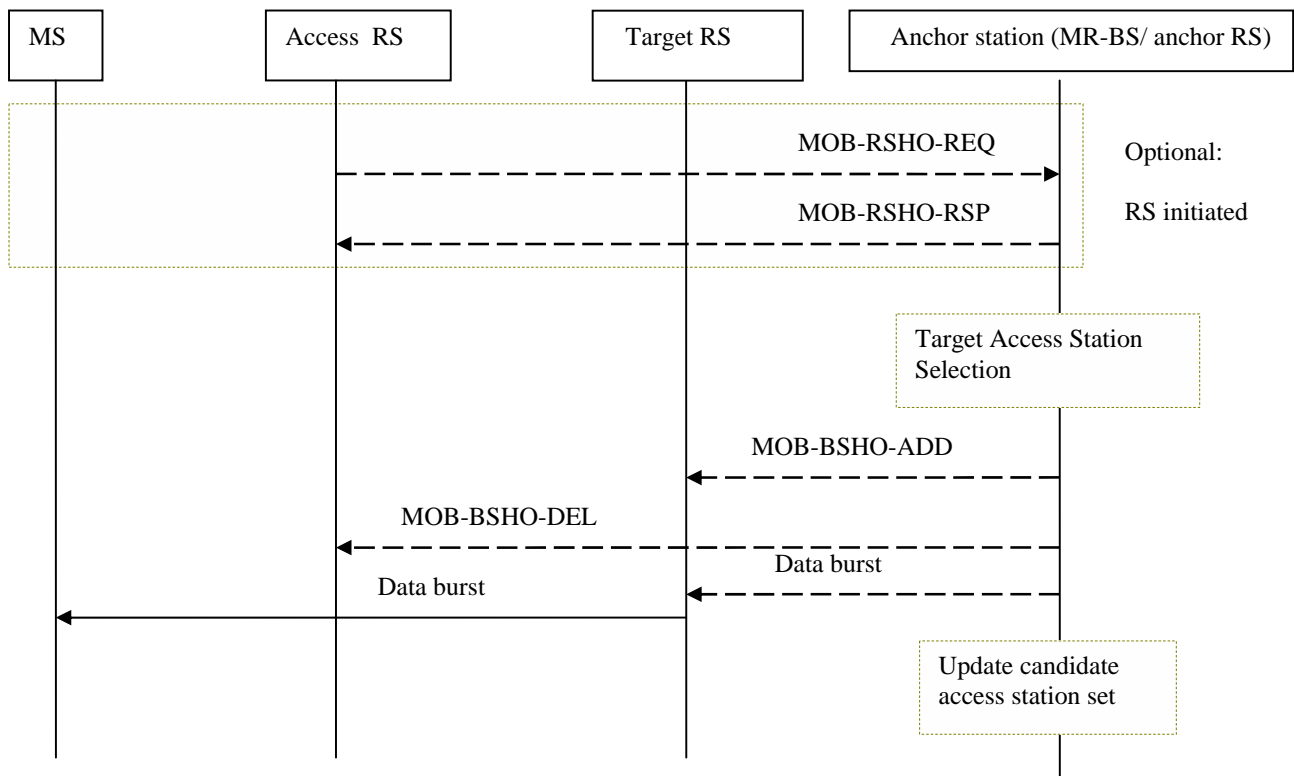 MS
Access RS
Target RS
Anchor station (MR-BS/ anchor RS)
MOB-RSHO-REQ
Optional:
RS initiated
MOB-RSHO-RSP
Target Access Station
Selection
MOB-BSHO-ADD
MOB-BSHO-DEL
Data burst
Data burst
Update candidate
access station set